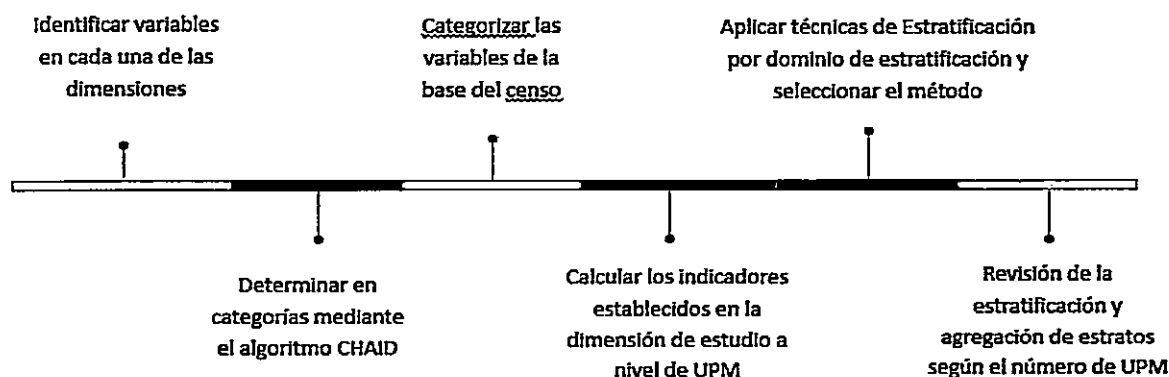 Identificar variables
en cada una de las
dimensiones
Determinar en
categorías mediante
el algoritmo CHAID
Categorizar las
variables de la
base del censo
Calcular los indicadores
establecidos en la
dimensión de estudio a
nivel de UPM
Aplicar técnicas de Estratificación
por dominio de estratificación y
seleccionar el método
Revisión de la
estratificación y
agregación de estratos
según el número de UPM